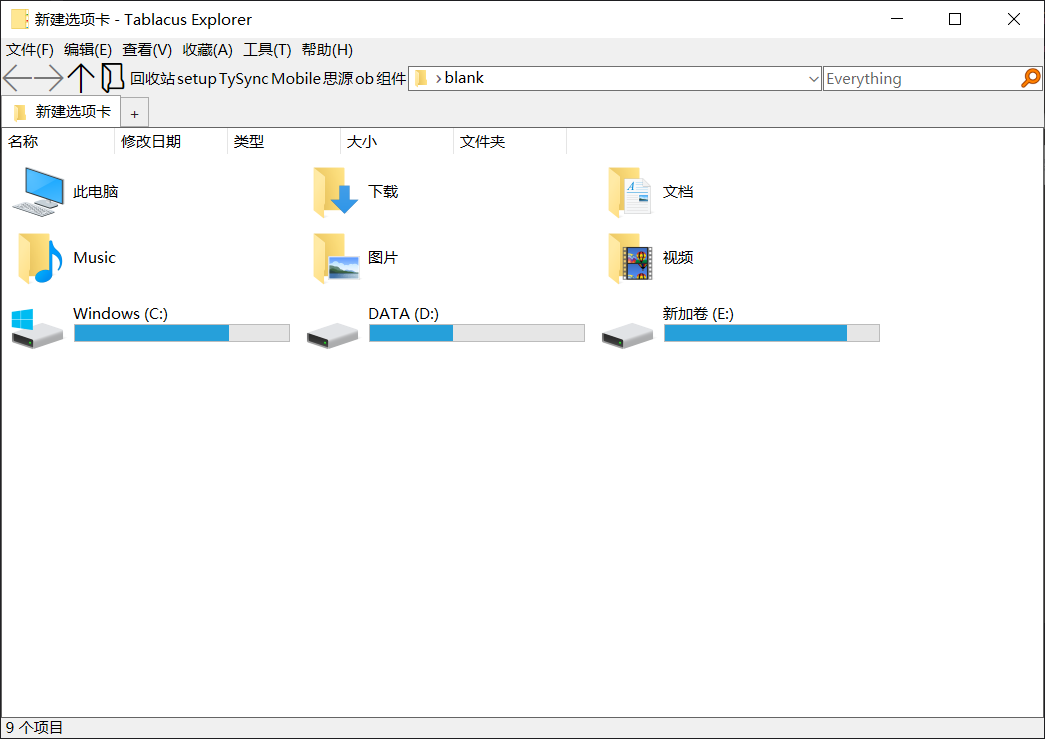 新建选项卡 - Tablacus Explorer
文件(F) 编辑(E) 查看(V) 收藏(A) 工具(T) 帮助(H)
回收站 setup TySync Mobile 思源 ob 组件 › blank Everything
新建选项卡 +
名称 修改日期 类型 大小 文件夹
此电脑 下载 文档
Music 图片 视频
Windows (C:) DATA (D:) 新加卷 (E:)
9 个项目